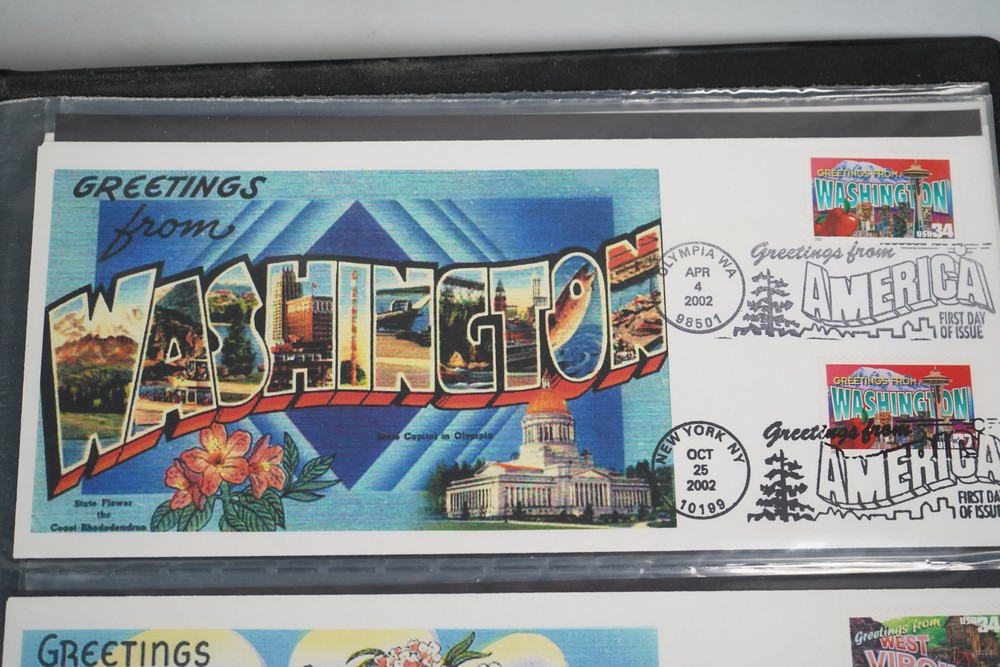 GREETINGS
from
WASHINGTON
State Capitol in Olympia
State Flower
the
Coast Rhododendron
GREETINGS FROM
WASHINGTON
USA 34
OLYMPIA WA
APR
4
2002
98501
Greetings from
AMERICA
FIRST DAY
OF ISSUE
GREETINGS FROM
WASHINGTON
NEW YORK NY
OCT
25
2002
10199
Greetings from
AMERICA
FIRST DA
OF ISSU
GREETINGS
Greetings from
WEST
USA 34